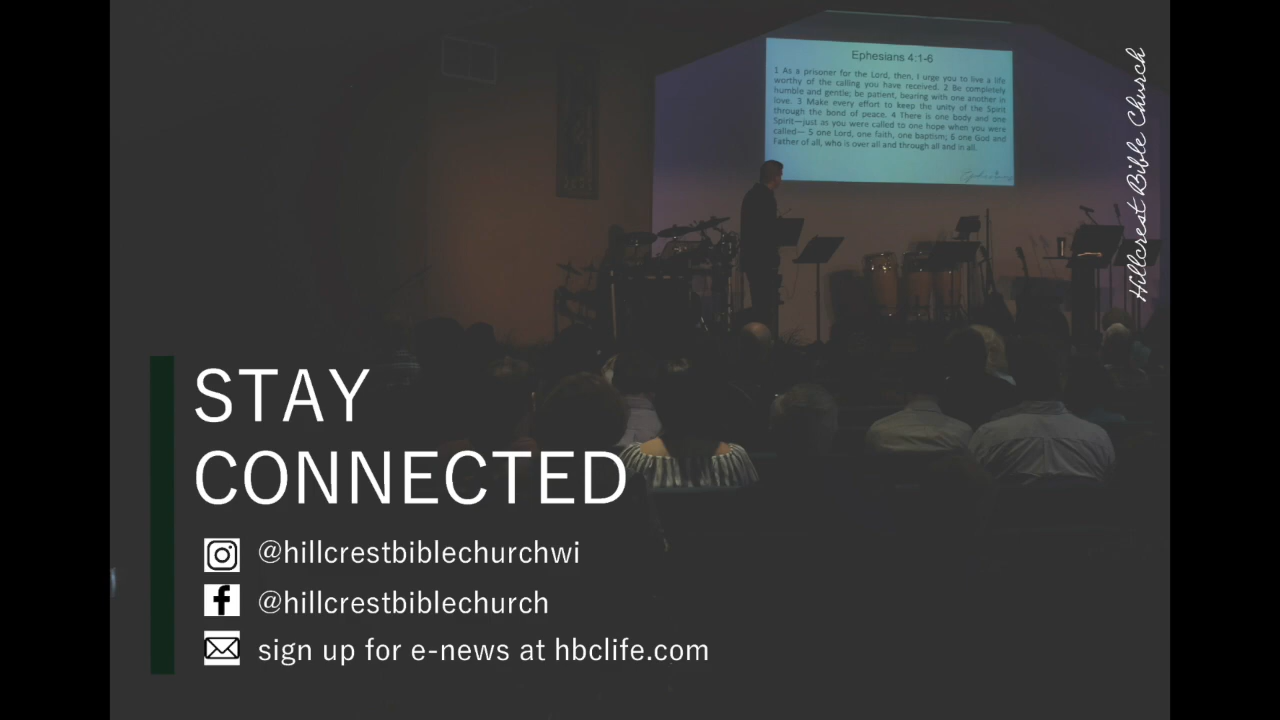 Ephesians 4:1-6
1 As a prisoner for the Lord, then, I urge you to live a life
worthy of the calling you have received. 2 Be completely
humble and gentle; be patient, bearing with one another in
love. 3 Make every effort to keep the unity of the Spirit
through the bond of peace. 4 There is one body and one
Spirit—just as you were called to one hope when you were
called— 5 one Lord, one faith, one baptism; 6 one God and
Father of all, who is over all and through all and in all.
Hillcrest Bible Church
STAY
CONNECTED
@hillcrestbiblechurchwi
@hillcrestbiblechurch
sign up for e-news at hbclife.com